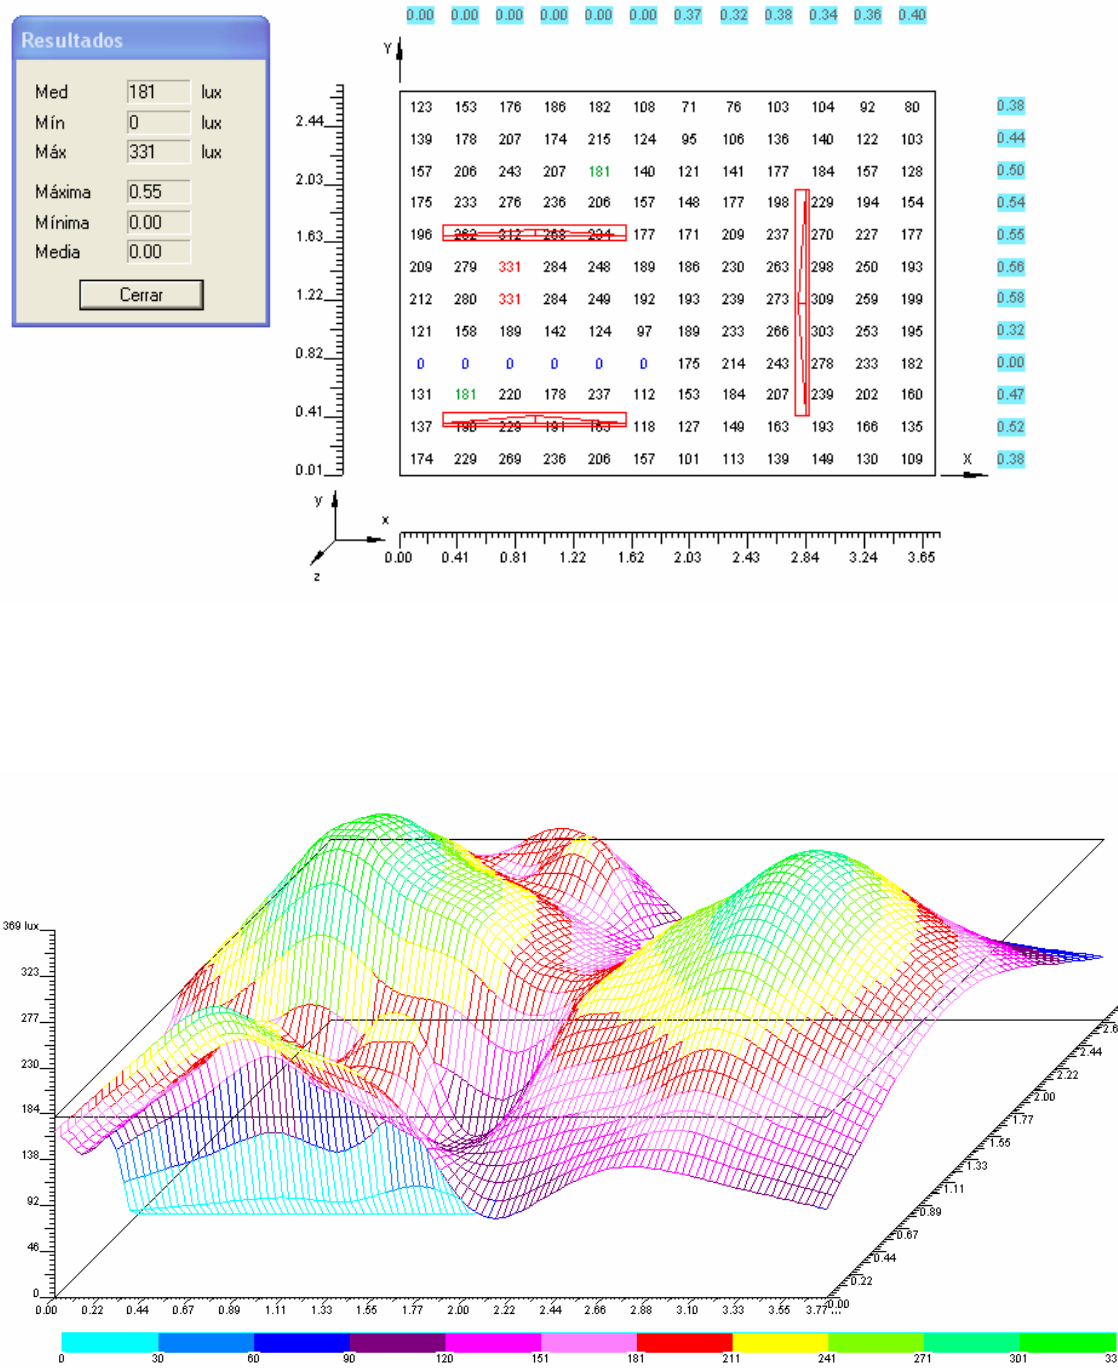 Resultados
Med 181 lux
Mín 0 lux
Máx 331 lux
Máxima 0.55
Mínima 0.00
Media 0.00
Cerrar
0.00 0.00 0.00 0.00 0.00 0.00 0.37 0.32 0.38 0.34 0.36 0.40
Y
123 153 176 186 182 108 71 76 103 104 92 80 0.38
2.44 139 178 207 174 215 124 95 106 136 140 122 103 0.44
157 206 243 207 181 140 121 141 177 184 157 128 0.50
2.03
175 233 276 236 206 157 148 177 198 229 194 154 0.54
1.63 196 262 312 268 234 177 171 209 237 270 227 177 0.55
209 279 331 284 248 189 186 230 263 298 250 193 0.56
1.22 212 280 331 284 249 192 193 239 273 309 259 199 0.58
121 158 189 142 124 97 189 233 266 303 253 195 0.32
0.82 0 0 0 0 0 0 175 214 243 278 233 182 0.00
131 181 220 178 237 112 153 184 207 239 202 160 0.47
0.41 137 190 229 191 163 118 127 149 163 193 166 135 0.52
0.01 174 229 269 236 206 157 101 113 139 149 130 109 X 0.38
y
x
z
0.00 0.41 0.81 1.22 1.62 2.03 2.43 2.84 3.24 3.65
369 lux
323
277
230
184
138
92
46
0
0.00 0.22 0.44 0.67 0.89 1.11 1.33 1.55 1.77 2.00 2.22 2.44 2.66 2.88 3.10 3.33 3.55 3.77
0.00
0.22
0.44
0.67
0.89
1.11
1.33
1.55
1.77
2.00
2.22
2.44
2.6
0 30 60 90 120 151 181 211 241 271 301 33